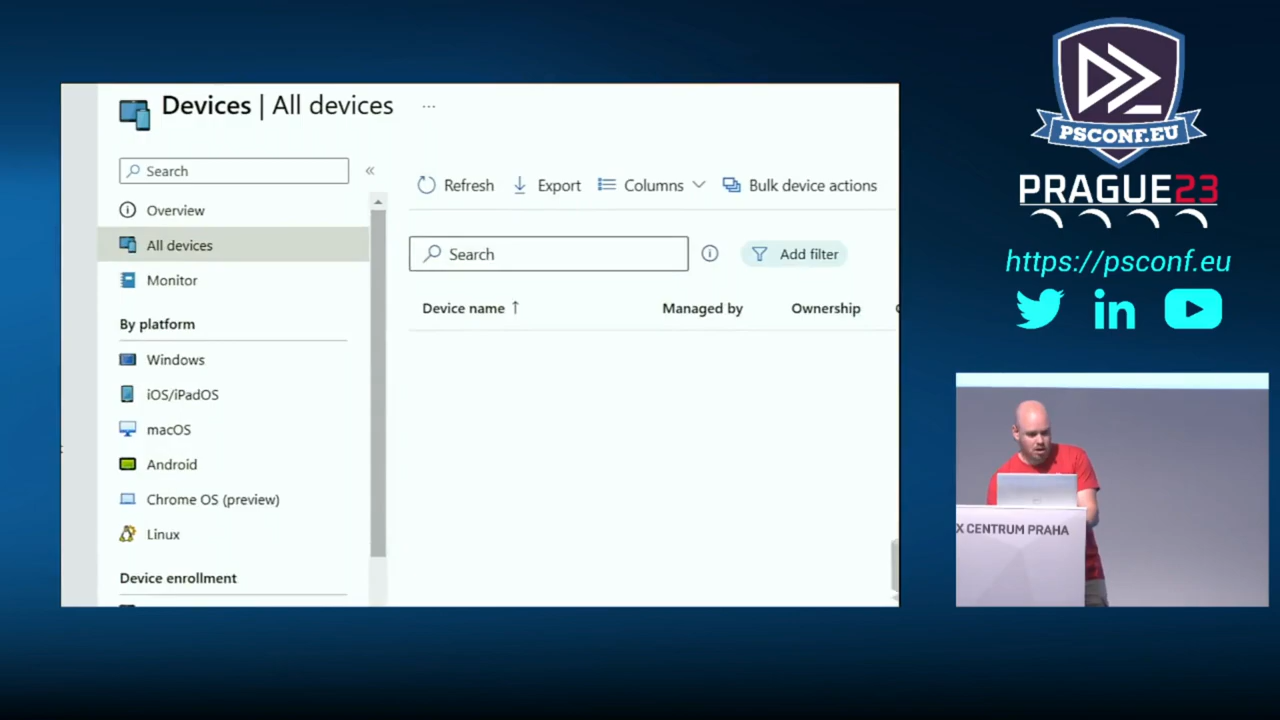 Devices | All devices ...
Search
«
Overview
All devices
Monitor
By platform
Windows
iOS/iPadOS
macOS
Android
Chrome OS (preview)
Linux
Device enrollment
Refresh
Export
Columns
Bulk device actions
Search
Add filter
Device name ↑
Managed by
Ownership
PSCONF.EU
PRAGUE23
https://psconf.eu
in
X CENTRUM PRAHA